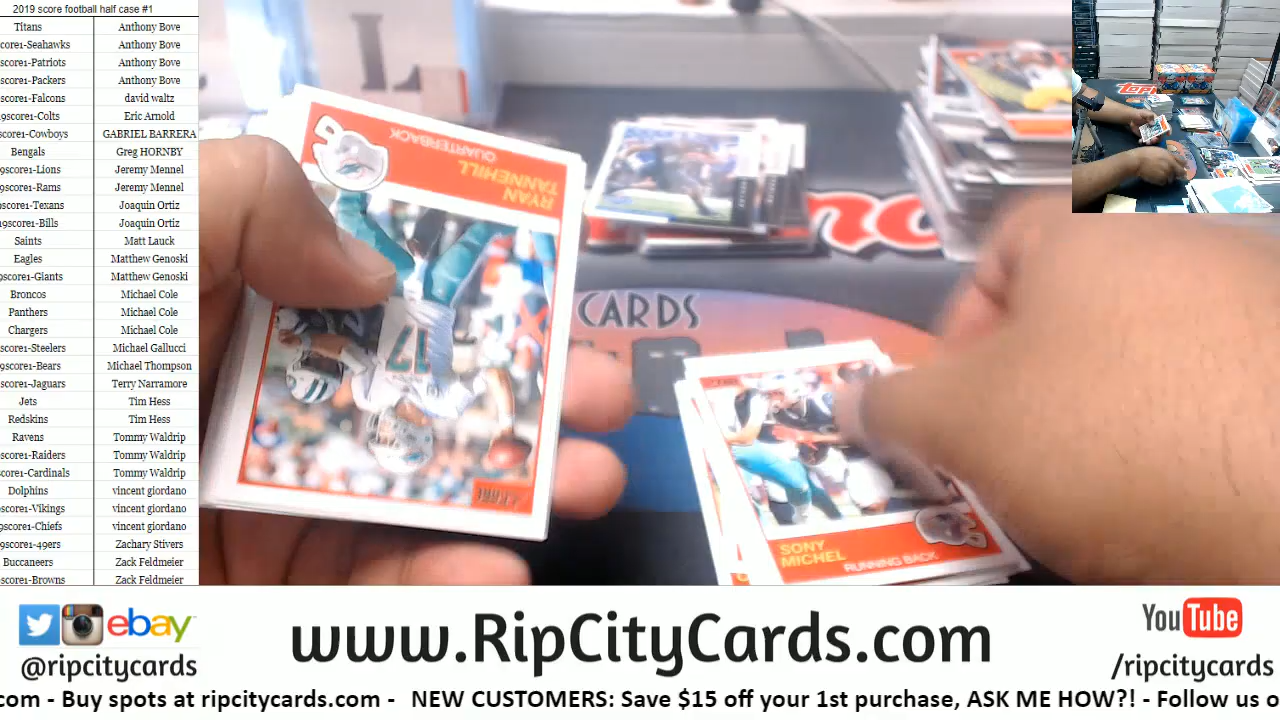 2019 score football half case #1
Titans Anthony Bove
core1-Seahawks Anthony Bove
score1-Patriots Anthony Bove
score1-Packers Anthony Bove
score1-Falcons david waltz
9score1-Colts Eric Arnold
core1-Cowboys GABRIEL BARRERA
Bengals Greg HORNBY
9score1-Lions Jeremy Mennel
9score1-Rams Jeremy Mennel
9score1-Texans Joaquin Ortiz
9score1-Bills Joaquin Ortiz
Saints Matt Lauck
Eagles Matthew Genoski
9score1-Giants Matthew Genoski
Broncos Michael Cole
Panthers Michael Cole
Chargers Michael Cole
score1-Steelers Michael Gallucci
9score1-Bears Michael Thompson
score1-Jaguars Terry Narramore
Jets Tim Hess
Redskins Tim Hess
Ravens Tommy Waldrip
score1-Raiders Tommy Waldrip
core1-Cardinals Tommy Waldrip
Dolphins vincent giordano
score1-Vikings vincent giordano
9score1-Chiefs vincent giordano
9score1-49ers Zachary Stivers
Buccaneers Zack Feldmeier
score1-Browns Zack Feldmeier
QUARTERBACK
RYAN
TANNEHILL
17
CARDS
SONY
MICHEL
RUNNING BACK
ebay
@ripcitycards
www.RipCityCards.com
YouTube
/ripcitycards
com - Buy spots at ripcitycards.com - NEW CUSTOMERS: Save $15 off your 1st purchase, ASK ME HOW?! - Follow us o